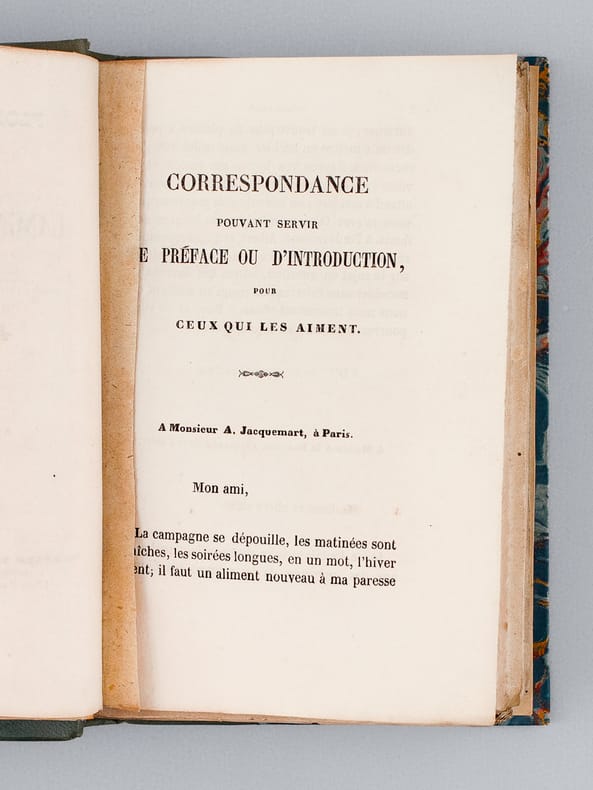 CORRESPONDANCE
POUVANT SERVIR
E PRÉFACE OU D'INTRODUCTION,
POUR
CEUX QUI LES AIMENT.
A Monsieur A. Jacquemart, à Paris.
Mon ami,
La campagne se dépouille, les matinées sont
aîches, les soirées longues, en un mot, l'hiver
ent; il faut un aliment nouveau à ma paresse